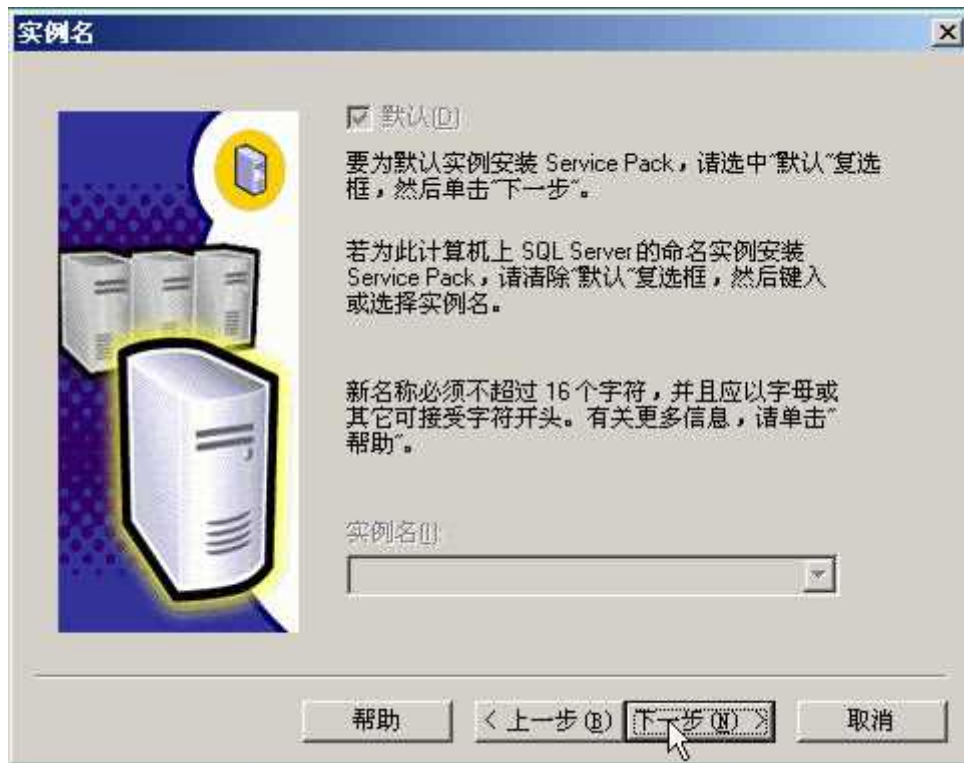 实例名
默认(D)
要为默认实例安装 Service Pack，请选中"默认"复选
框，然后单击"下一步"。
若为此计算机上 SQL Server的命名实例安装
Service Pack，请清除"默认"复选框，然后键入
或选择实例名。
新名称必须不超过 16 个字符，并且应以字母或
其它可接受字符开头。有关更多信息，请单击"
帮助"。
实例名(I):
帮助 < 上一步(B) 下一步(N) > 取消